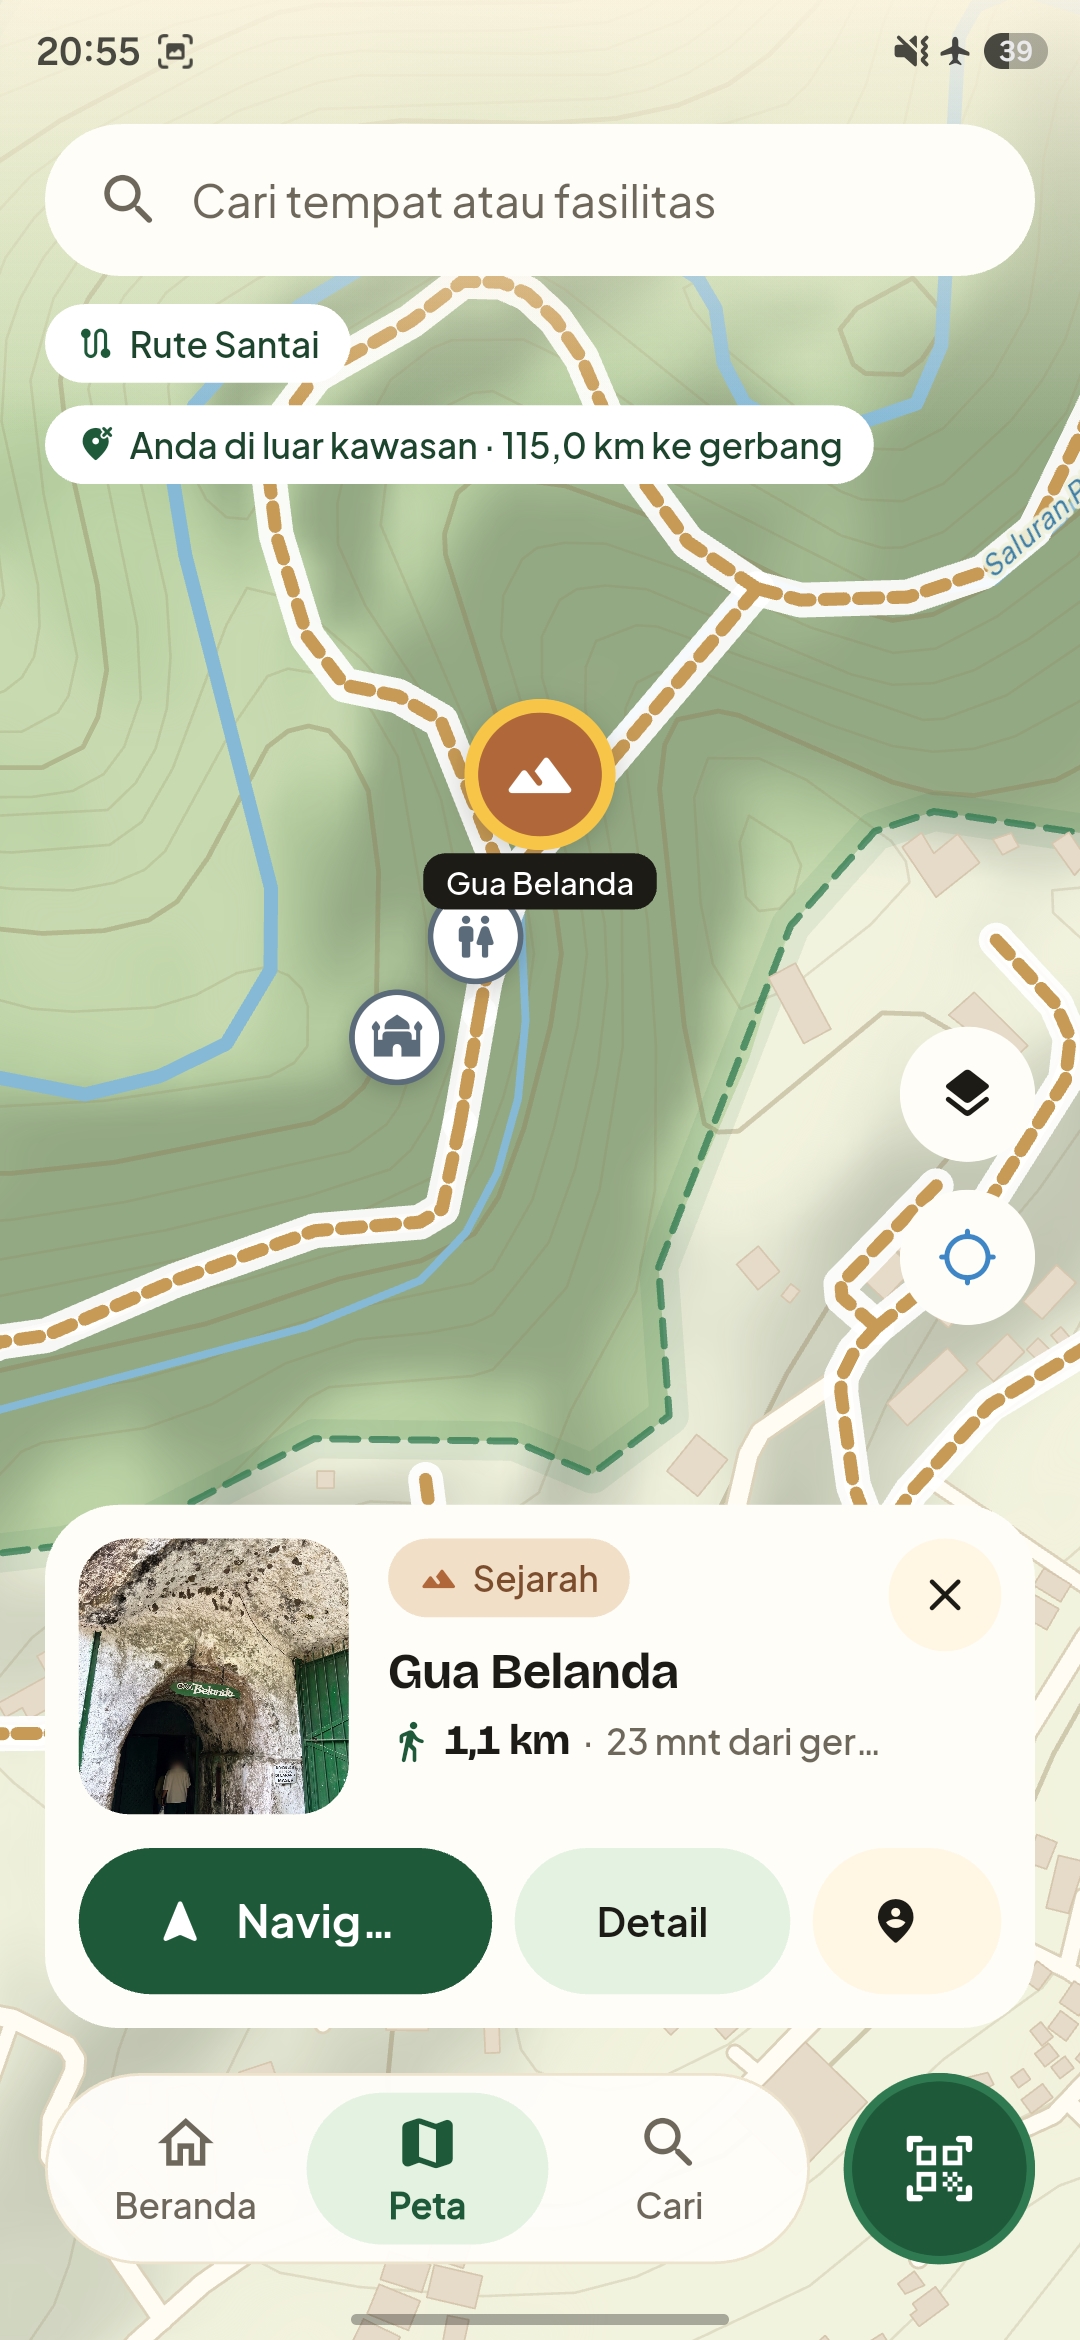 20:55
39
Cari tempat atau fasilitas
Rute Santai
Anda di luar kawasan · 115,0 km ke gerbang
Saluran
Gua Belanda
Sejarah
Gua Belanda
1,1 km · 23 mnt dari ger...
Navig...
Detail
Beranda
Peta
Cari